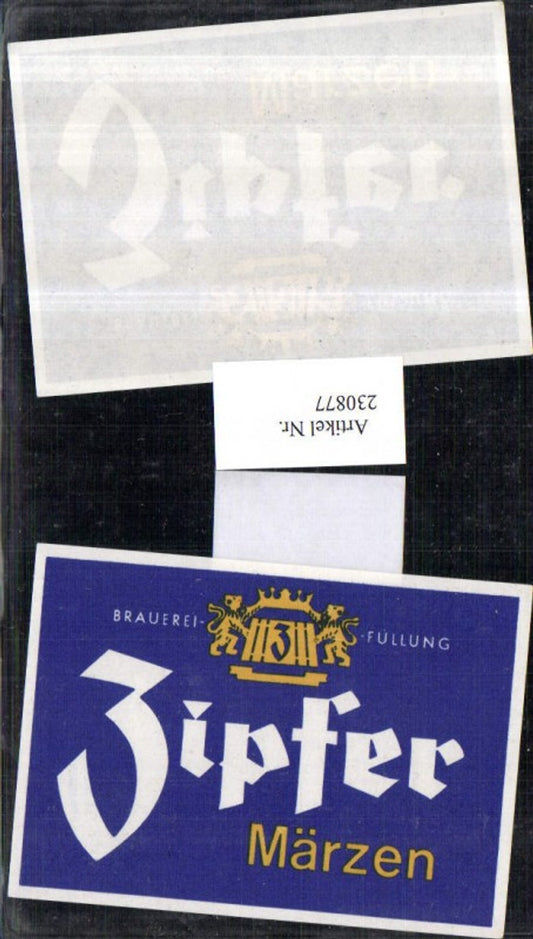 Artikel Nr.
230877
BRAUEREI- -FÜLLUNG
Z
Zipfer
Märzen